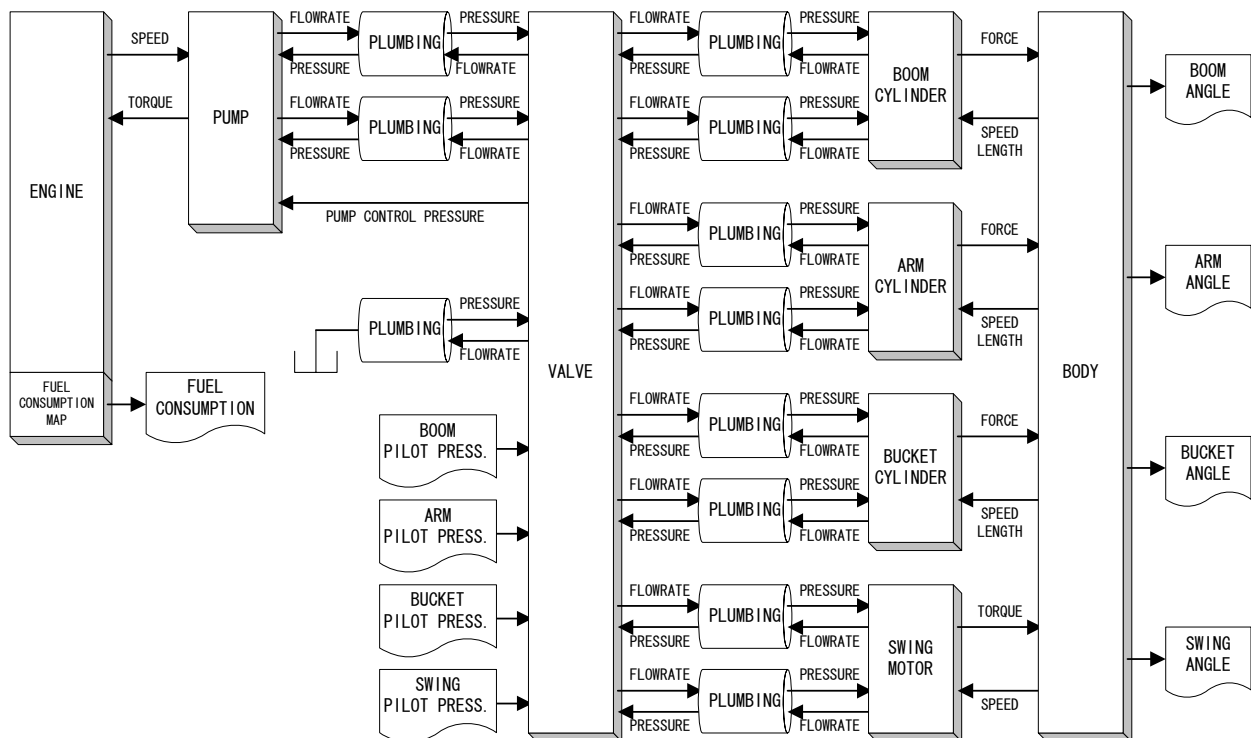 ENGINE
FUEL
CONSUMPTION
MAP
FUEL
CONSUMPTION
SPEED
TORQUE
PUMP
FLOWRATE
PRESSURE
PLUMBING
PRESSURE
FLOWRATE
FLOWRATE
PRESSURE
PLUMBING
PRESSURE
FLOWRATE
PUMP CONTROL PRESSURE
PLUMBING
PRESSURE
FLOWRATE
BOOM
PILOT PRESS.
ARM
PILOT PRESS.
BUCKET
PILOT PRESS.
SWING
PILOT PRESS.
VALVE
FLOWRATE
PRESSURE
PLUMBING
PRESSURE
FLOWRATE
FLOWRATE
PRESSURE
PLUMBING
PRESSURE
FLOWRATE
BOOM
CYLINDER
FORCE
SPEED
LENGTH
FLOWRATE
PRESSURE
PLUMBING
PRESSURE
FLOWRATE
FLOWRATE
PRESSURE
PLUMBING
PRESSURE
FLOWRATE
ARM
CYLINDER
FORCE
SPEED
LENGTH
FLOWRATE
PRESSURE
PLUMBING
PRESSURE
FLOWRATE
FLOWRATE
PRESSURE
PLUMBING
PRESSURE
FLOWRATE
BUCKET
CYLINDER
FORCE
SPEED
LENGTH
FLOWRATE
PRESSURE
PLUMBING
PRESSURE
FLOWRATE
FLOWRATE
PRESSURE
PLUMBING
PRESSURE
FLOWRATE
SWING
MOTOR
TORQUE
SPEED
BODY
BOOM
ANGLE
ARM
ANGLE
BUCKET
ANGLE
SWING
ANGLE